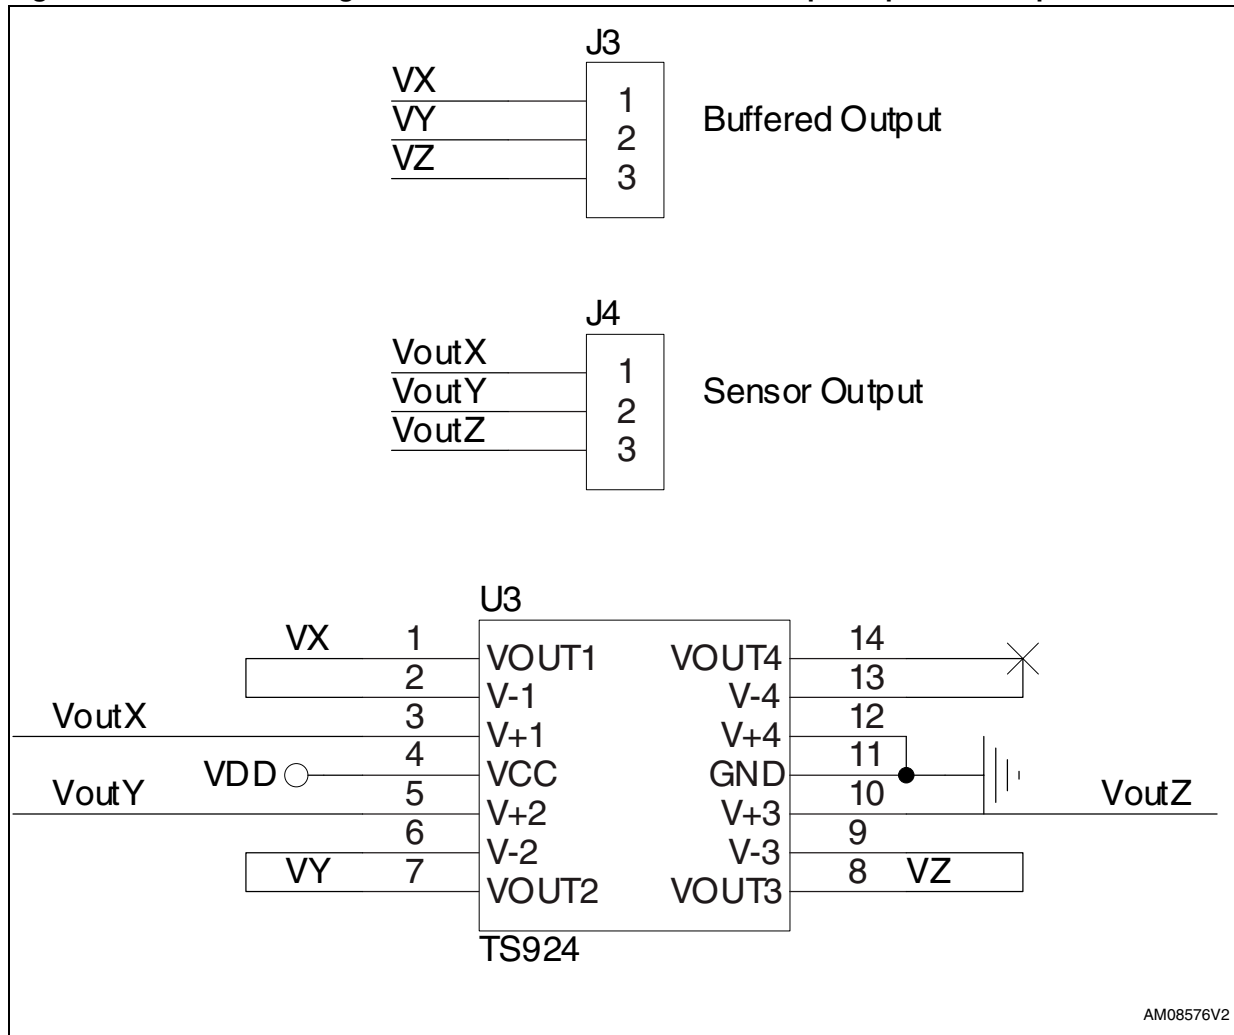 J3
VX
1
VY
2
VZ
3
Buffered Output
J4
VoutX
1
VoutY
2
VoutZ
3
Sensor Output
U3
VX 1 VOUT1 VOUT4 14
2 V-1 V-4 13
VoutX 3 V+1 V+4 12
VDD 4 VCC GND 11
VoutY 5 V+2 V+3 10 VoutZ
6 V-2 V-3 9
VY 7 VOUT2 VOUT3 8 VZ
TS924
AM08576V2